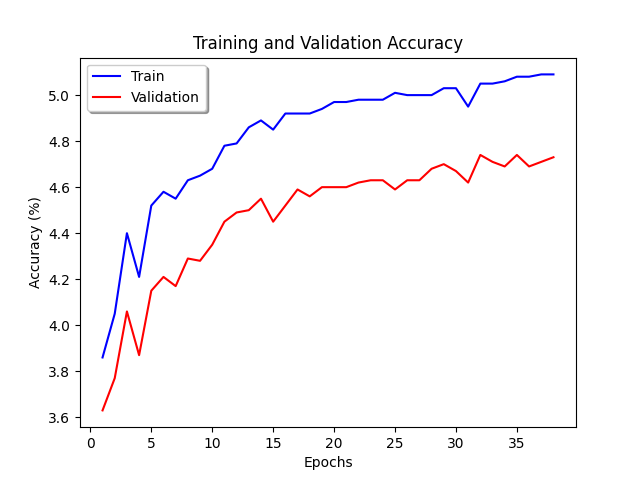 Training and Validation Accuracy
Train
Validation
Accuracy (%)
5.0
4.8
4.6
4.4
4.2
4.0
3.8
3.6
0 5 10 15 20 25 30 35
Epochs